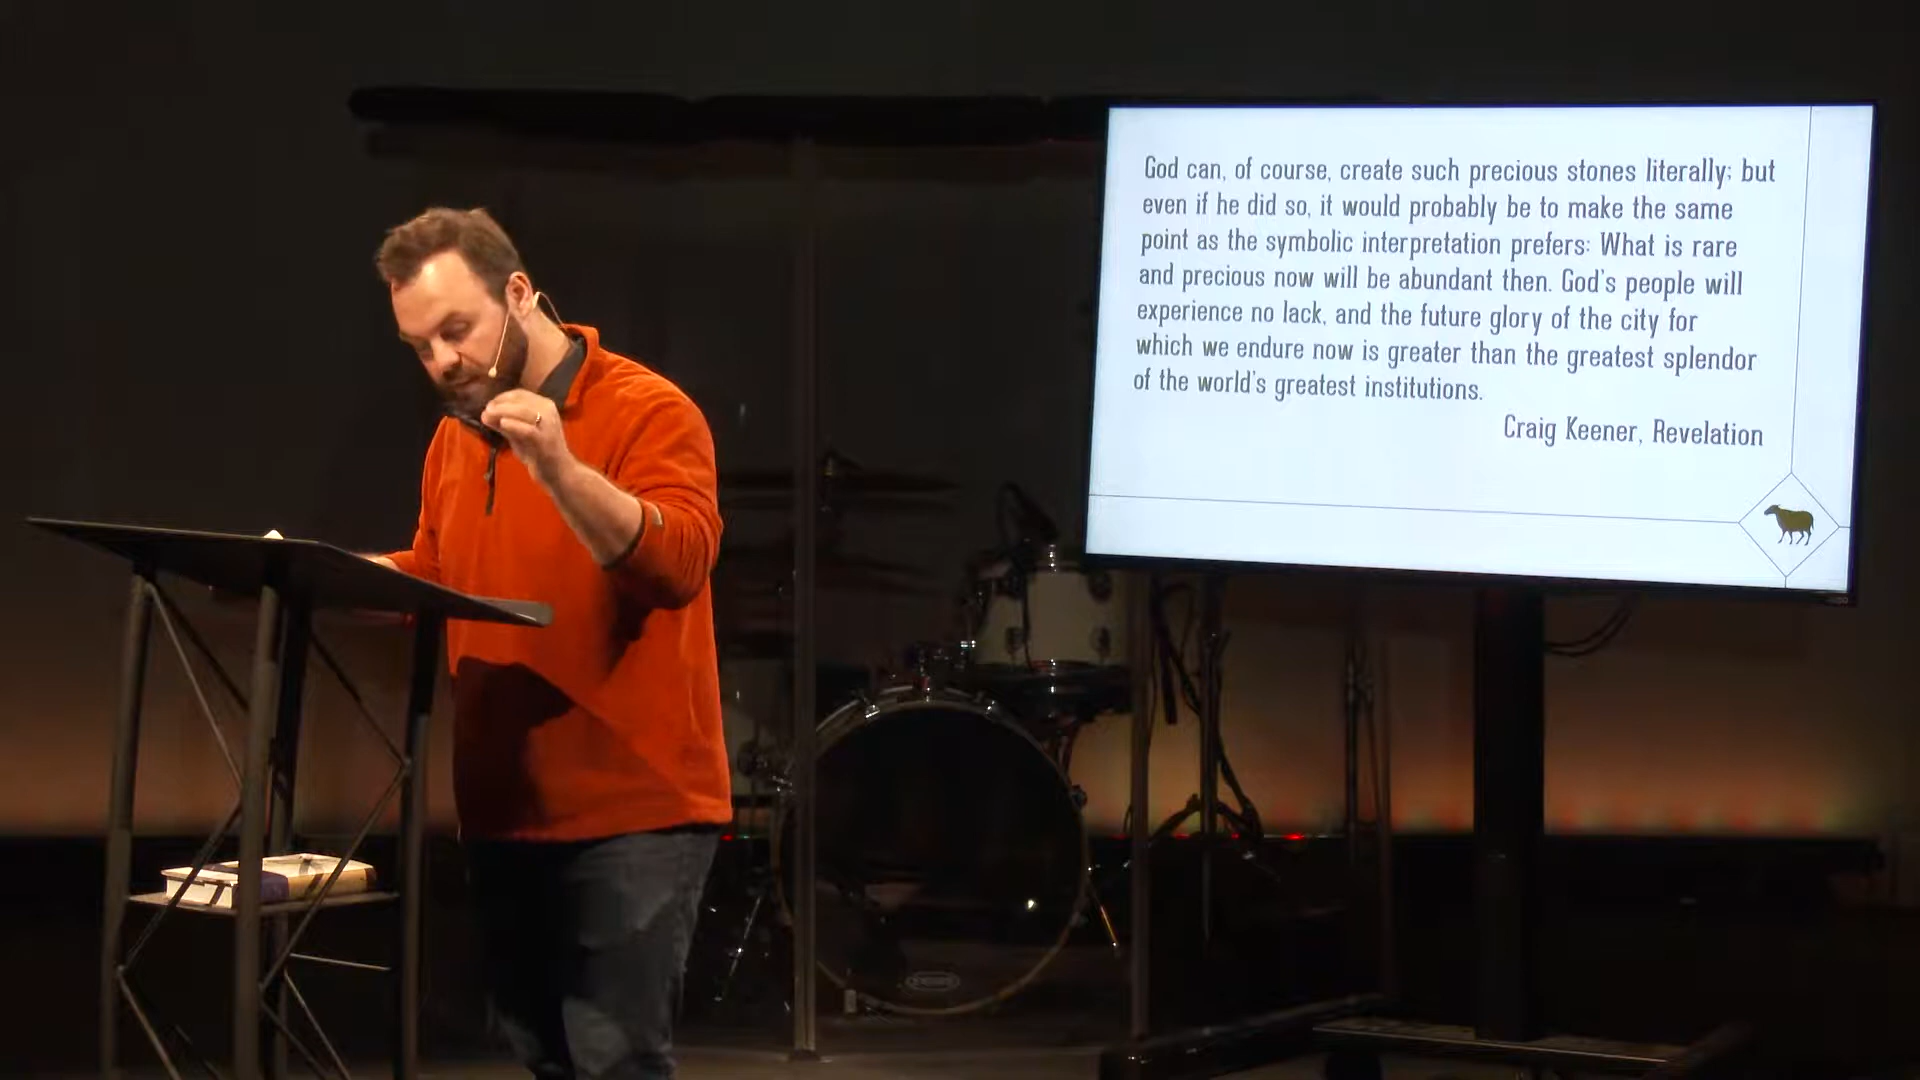 God can, of course, create such precious stones literally; but
even if he did so, it would probably be to make the same
point as the symbolic interpretation prefers: What is rare
and precious now will be abundant then. God's people will
experience no lack, and the future glory of the city for
which we endure now is greater than the greatest splendor
of the world's greatest institutions.
Craig Keener, Revelation